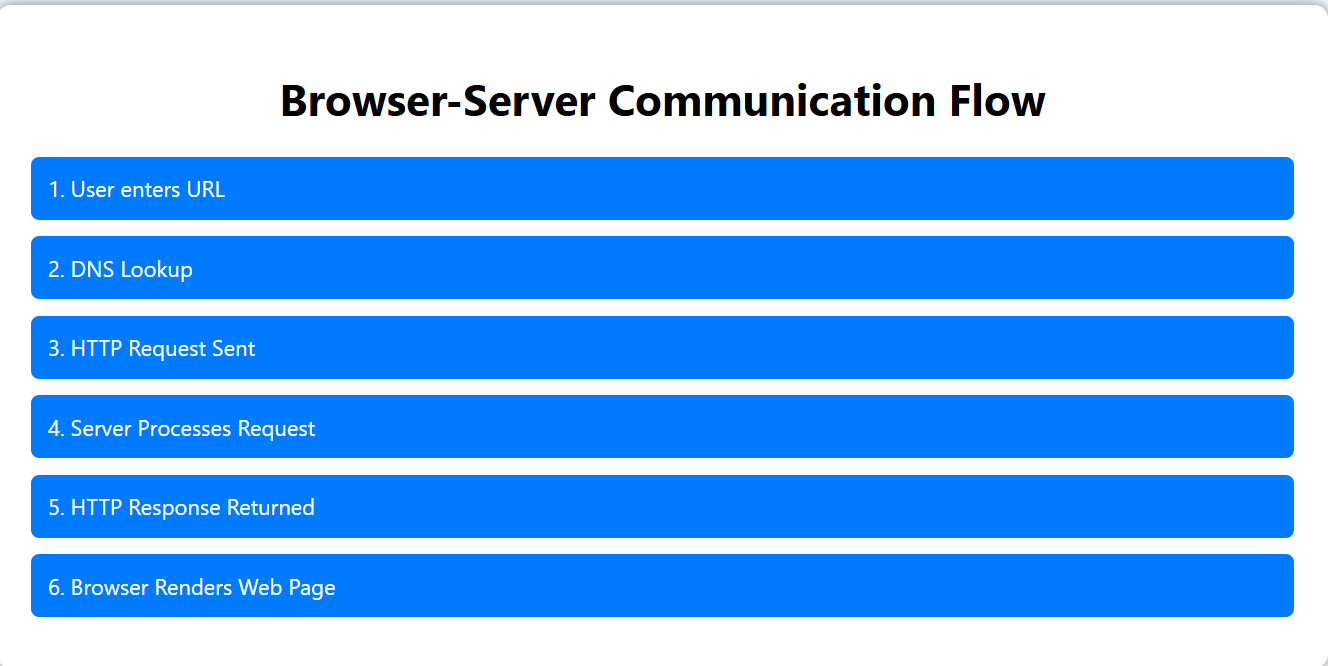 Browser-Server Communication Flow
1. User enters URL
2. DNS Lookup
3. HTTP Request Sent
4. Server Processes Request
5. HTTP Response Returned
6. Browser Renders Web Page